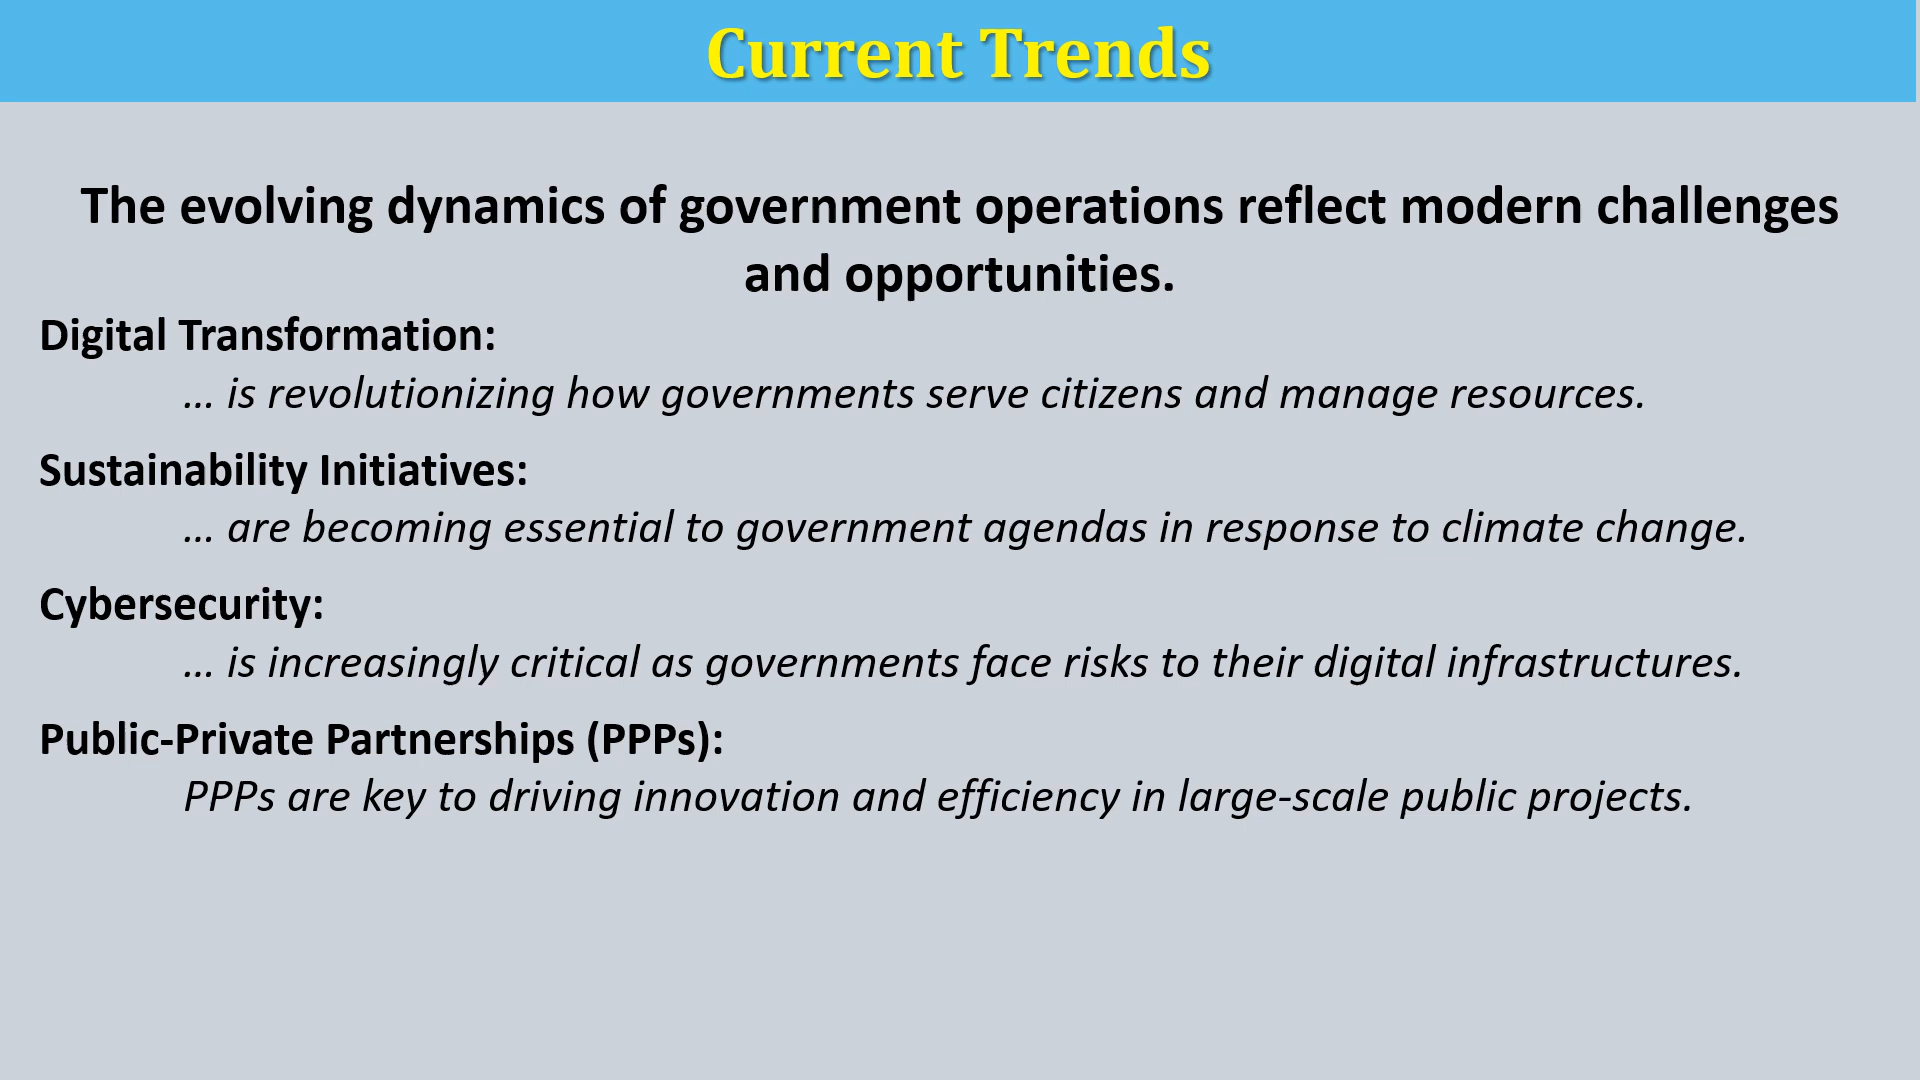 Current Trends
The evolving dynamics of government operations reflect modern challenges
and opportunities.
Digital Transformation:
... is revolutionizing how governments serve citizens and manage resources.
Sustainability Initiatives:
... are becoming essential to government agendas in response to climate change.
Cybersecurity:
... is increasingly critical as governments face risks to their digital infrastructures.
Public-Private Partnerships (PPPs):
PPPs are key to driving innovation and efficiency in large-scale public projects.